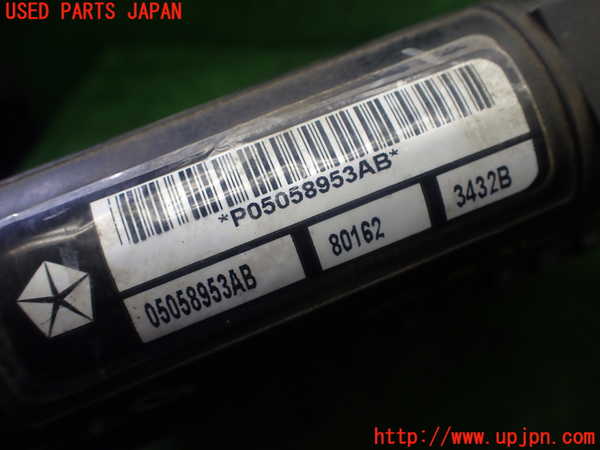 USED PARTS JAPAN
*P05058953AB*
05058953AB
80162
3432B
http://www.upjpn.com/